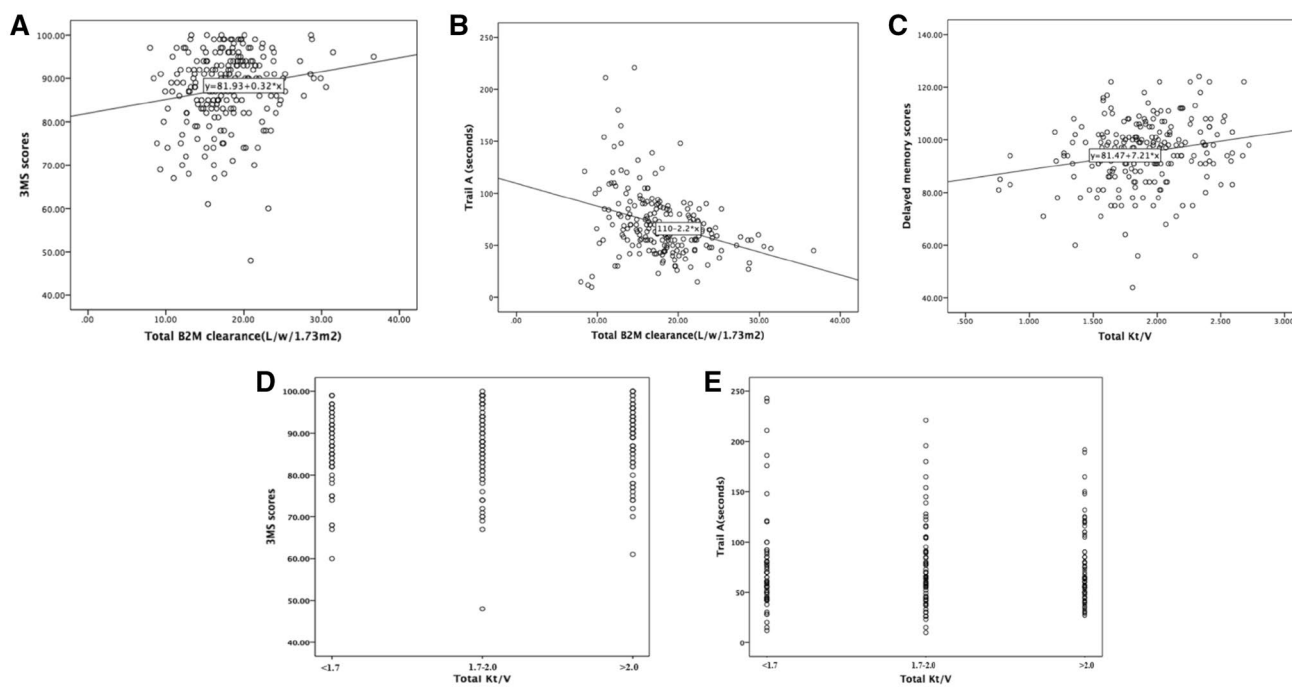 A
100.00
90.00
80.00
70.00
60.00
50.00
40.00
3MS scores
y=81.93+0.32*x
.00 10.00 20.00 30.00 40.00
Total B2M clearance(L/w/1.73m2)
B
250
200
150
100
50
0
Trail A (seconds)
110-2.2*x
.00 10.00 20.00 30.00 40.00
Total B2M clearance(L/w/1.73m2)
C
140.00
120.00
100.00
80.00
60.00
40.00
Delayed memory scores
y=81.47+7.21*x
.500 1.000 1.500 2.000 2.500 3.000
Total Kt/V
D
100.00
90.00
80.00
70.00
60.00
50.00
40.00
3MS scores
<1.7 1.7-2.0 >2.0
Total Kt/V
E
250
200
150
100
50
0
Trail A(seconds)
<1.7 1.7-2.0 >2.0
Total Kt/V